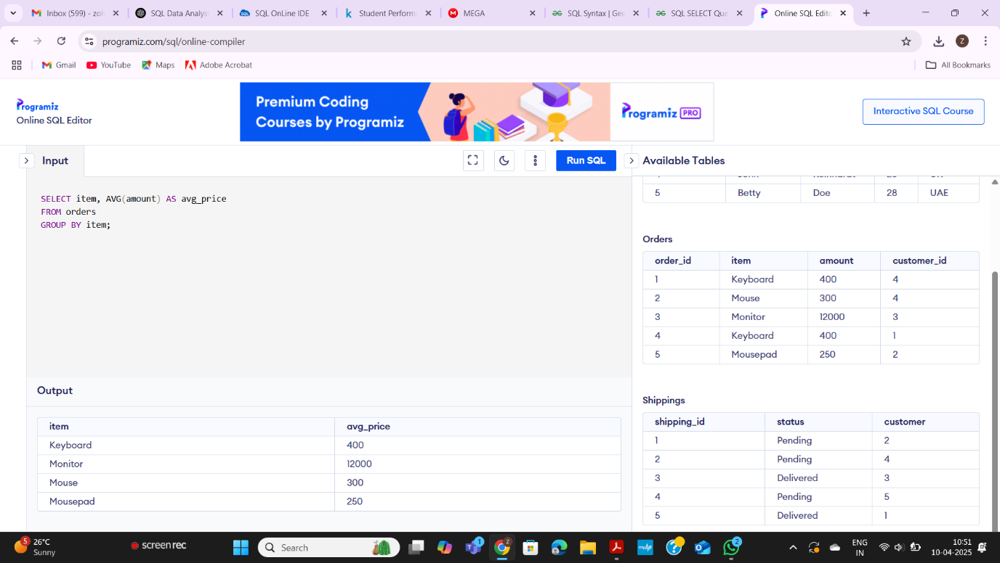 Inbox (599) - zoh
SQL Data Analys
SQL OnLine IDE
Student Perform
MEGA
SQL Syntax | Gee
SQL SELECT Que
Online SQL Edito
programiz.com/sql/online-compiler
Z
Gmail
YouTube
Maps
Adobe Acrobat
All Bookmarks
Programiz
Online SQL Editor
Premium Coding
Courses by Programiz
Programiz PRO
Interactive SQL Course
Input
Run SQL
Available Tables
SELECT item, AVG(amount) AS avg_price
FROM orders
GROUP BY item;
5 Betty Doe 28 UAE
Orders
order_id item amount customer_id
1 Keyboard 400 4
2 Mouse 300 4
3 Monitor 12000 3
4 Keyboard 400 1
5 Mousepad 250 2
Output
item avg_price
Keyboard 400
Monitor 12000
Mouse 300
Mousepad 250
Shippings
shipping_id status customer
1 Pending 2
2 Pending 4
3 Delivered 3
4 Pending 5
5 Delivered 1
5
26°C
Sunny
screenrec
Search
1
2
2
ENG
IN
10:51
10-04-2025